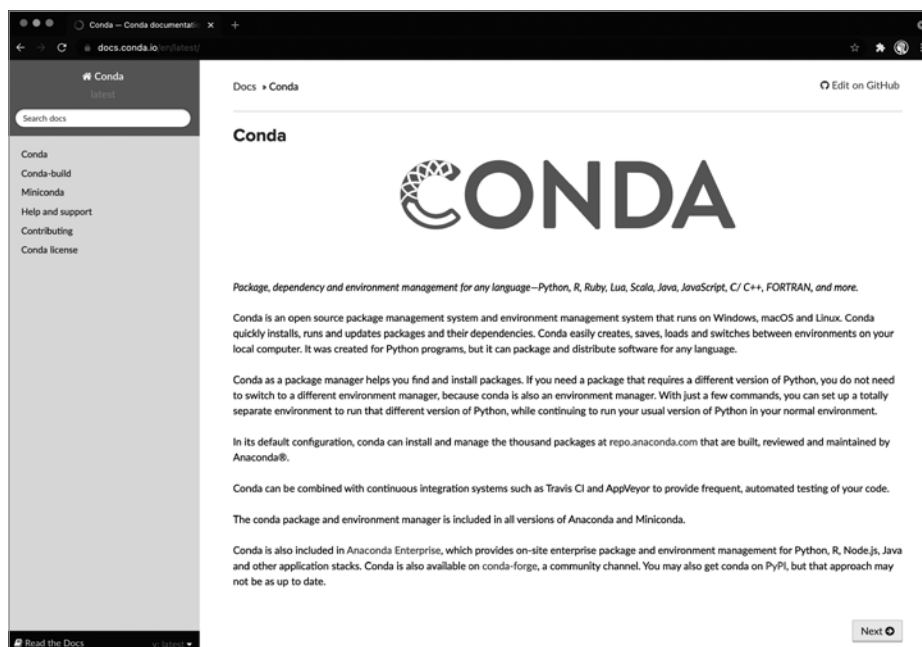 Conda — Conda documentati
docs.conda.io/en/latest/
Conda
latest
Search docs
Conda
Conda-build
Miniconda
Help and support
Contributing
Conda license
Read the Docs
v: latest
Docs » Conda
Edit on GitHub
Conda
CONDA
Package, dependency and environment management for any language—Python, R, Ruby, Lua, Scala, Java, JavaScript, C/ C++, FORTRAN, and more.
Conda is an open source package management system and environment management system that runs on Windows, macOS and Linux. Conda
quickly installs, runs and updates packages and their dependencies. Conda easily creates, saves, loads and switches between environments on your
local computer. It was created for Python programs, but it can package and distribute software for any language.
Conda as a package manager helps you find and install packages. If you need a package that requires a different version of Python, you do not need
to switch to a different environment manager, because conda is also an environment manager. With just a few commands, you can set up a totally
separate environment to run that different version of Python, while continuing to run your usual version of Python in your normal environment.
In its default configuration, conda can install and manage the thousand packages at repo.anaconda.com that are built, reviewed and maintained by
Anaconda®.
Conda can be combined with continuous integration systems such as Travis CI and AppVeyor to provide frequent, automated testing of your code.
The conda package and environment manager is included in all versions of Anaconda and Miniconda.
Conda is also included in Anaconda Enterprise, which provides on-site enterprise package and environment management for Python, R, Node.js, Java
and other application stacks. Conda is also available on conda-forge, a community channel. You may also get conda on PyPI, but that approach may
not be as up to date.
Next